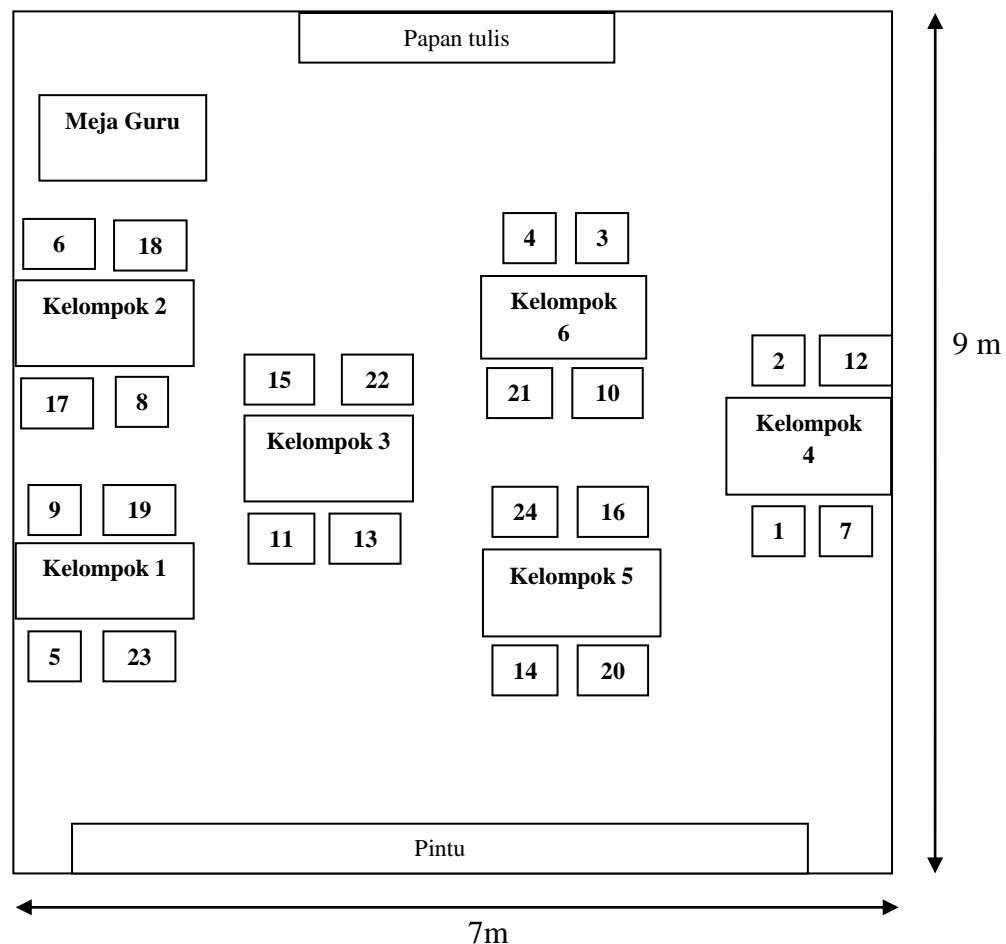 Papan tulis
Meja Guru
6 18
4 3
Kelompok 2
Kelompok
6
2 12
9 m
15 22
17 8
21 10
Kelompok 3
Kelompok
4
9 19
24 16
11 13
1 7
Kelompok 1
Kelompok 5
5 23
14 20
Pintu
7m